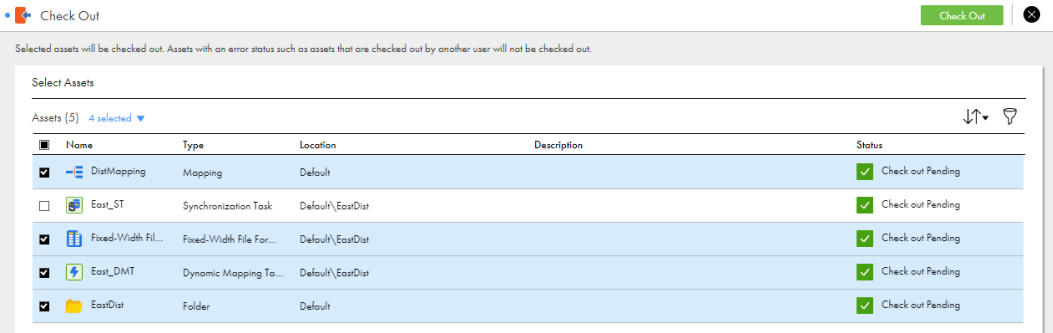 Check Out
Check Out
Selected assets will be checked out. Assets with an error status such as assets that are checked out by another user will not be checked out.
Select Assets
Assets (5) 4 selected
Name Type Location Description Status
DistMapping Mapping Default Check out Pending
East_ST Synchronization Task Default\EastDist Check out Pending
Fixed-Width Fil... Fixed-Width File For... Default\EastDist Check out Pending
East_DMT Dynamic Mapping Ta... Default\EastDist Check out Pending
EastDist Folder Default Check out Pending